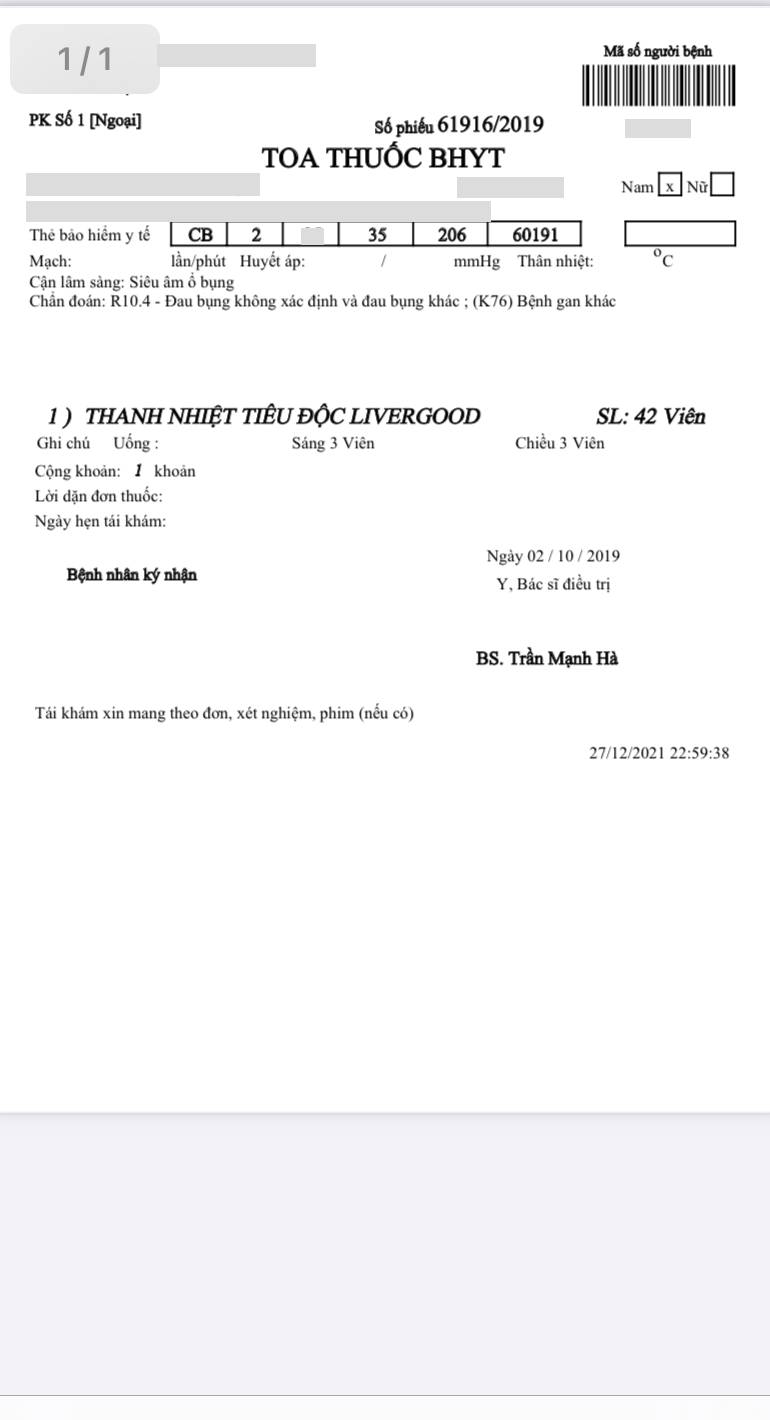 1/1
Mã số người bệnh
PK Số 1 [Ngoại]
Số phiếu 61916/2019
TOA THUỐC BHYT
Nam x Nữ
Thẻ bảo hiểm y tế CB 2 35 206 60191
Mạch: lần/phút Huyết áp: / mmHg Thân nhiệt: °C
Cận lâm sàng: Siêu âm ổ bụng
Chẩn đoán: R10.4 - Đau bụng không xác định và đau bụng khác ; (K76) Bệnh gan khác
1 ) THANH NHIỆT TIÊU ĐỘC LIVERGOOD SL: 42 Viên
Ghi chú Uống : Sáng 3 Viên Chiều 3 Viên
Cộng khoản: 1 khoản
Lời dặn đơn thuốc:
Ngày hẹn tái khám:
Ngày 02 / 10 / 2019
Bệnh nhân ký nhận
Y, Bác sĩ điều trị
BS. Trần Mạnh Hà
Tái khám xin mang theo đơn, xét nghiệm, phim (nếu có)
27/12/2021 22:59:38